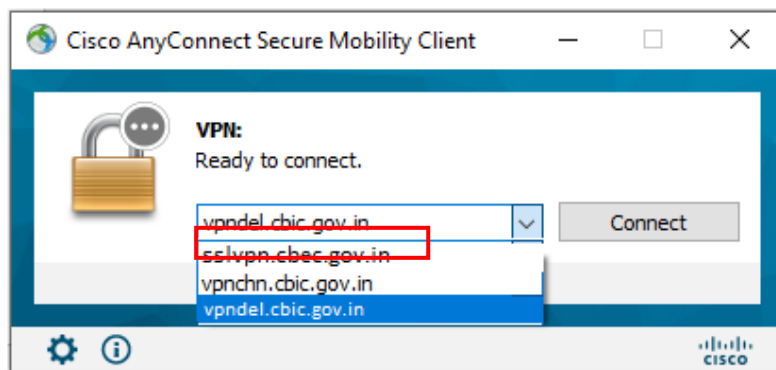 Cisco AnyConnect Secure Mobility Client
VPN:
Ready to connect.
vpndel.cbic.gov.in
Connect
sslvpn.cbec.gov.in
vpnchn.cbic.gov.in
vpndel.cbic.gov.in
CISCO